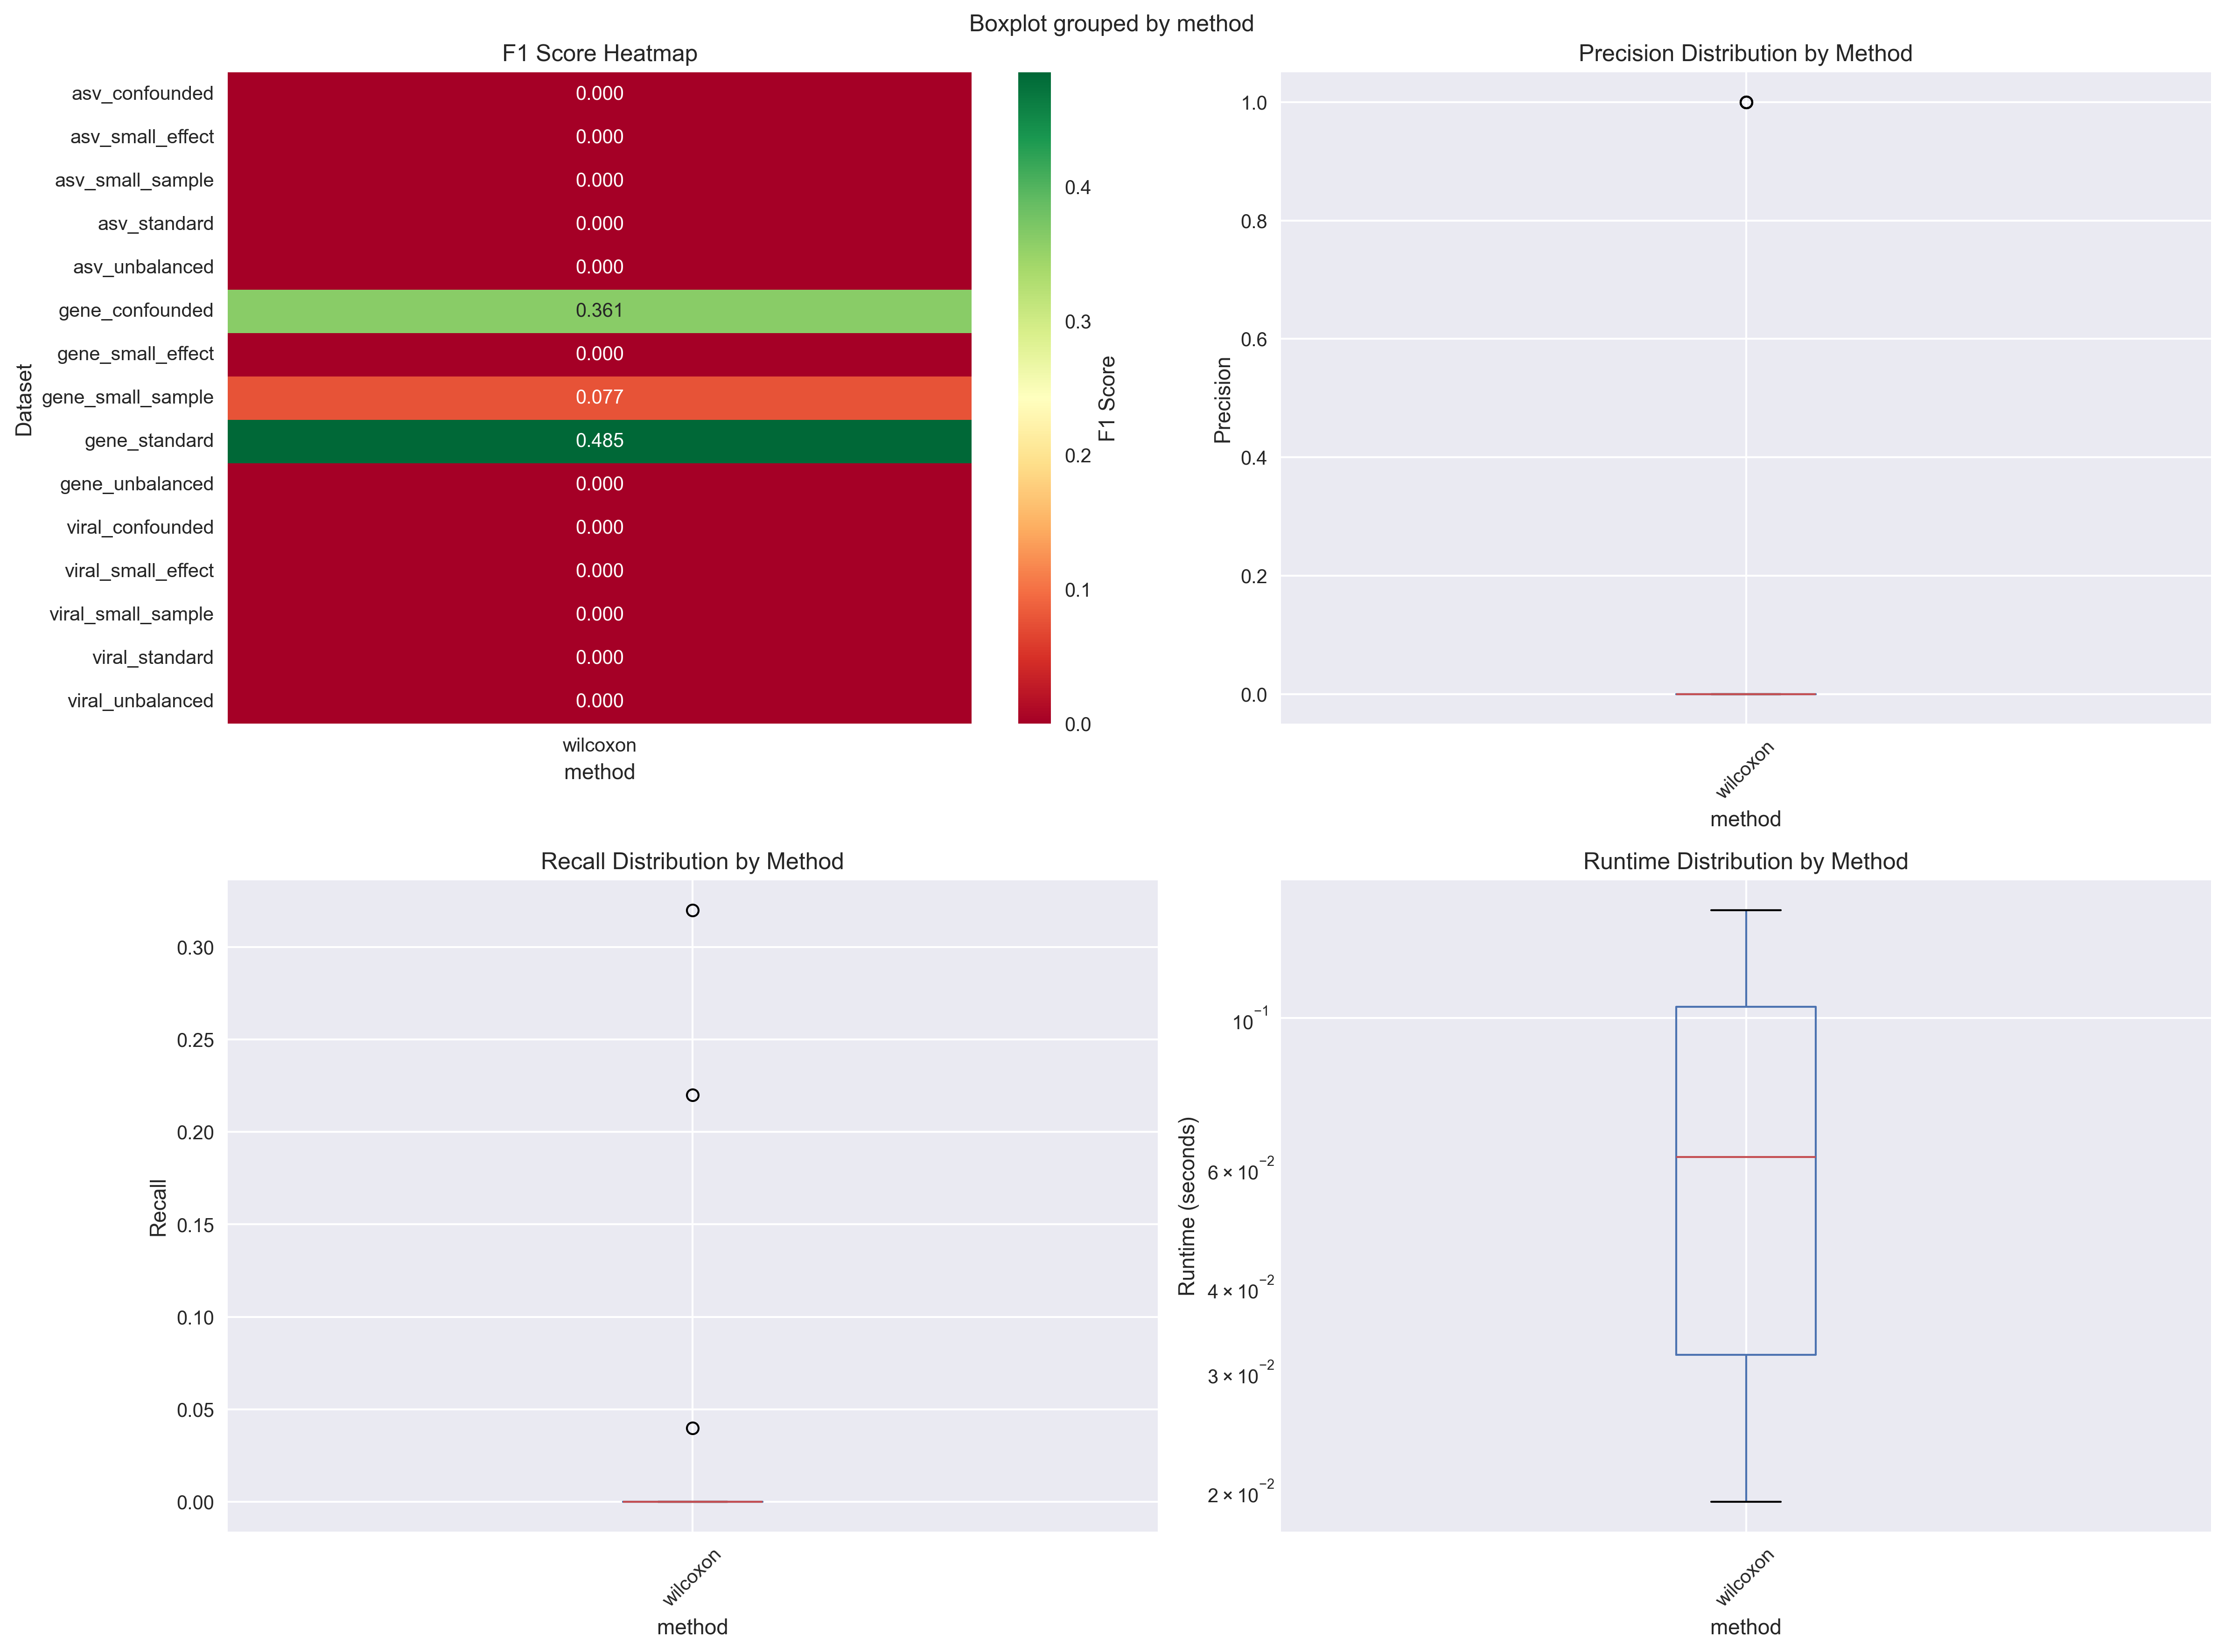 Boxplot grouped by method
F1 Score Heatmap
asv_confounded
asv_small_effect
asv_small_sample
asv_standard
asv_unbalanced
gene_confounded
gene_small_effect
gene_small_sample
gene_standard
gene_unbalanced
viral_confounded
viral_small_effect
viral_small_sample
viral_standard
viral_unbalanced
Dataset
0.000
0.000
0.000
0.000
0.000
0.361
0.000
0.077
0.485
0.000
0.000
0.000
0.000
0.000
0.000
wilcoxon
method
0.4
0.3
0.2
0.1
0.0
F1 Score
Precision Distribution by Method
1.0
0.8
0.6
0.4
0.2
0.0
Precision
wilcoxon
method
Recall Distribution by Method
0.30
0.25
0.20
0.15
0.10
0.05
0.00
Recall
wilcoxon
method
Runtime Distribution by Method
10⁻¹
6 × 10⁻²
4 × 10⁻²
3 × 10⁻²
2 × 10⁻²
Runtime (seconds)
wilcoxon
method